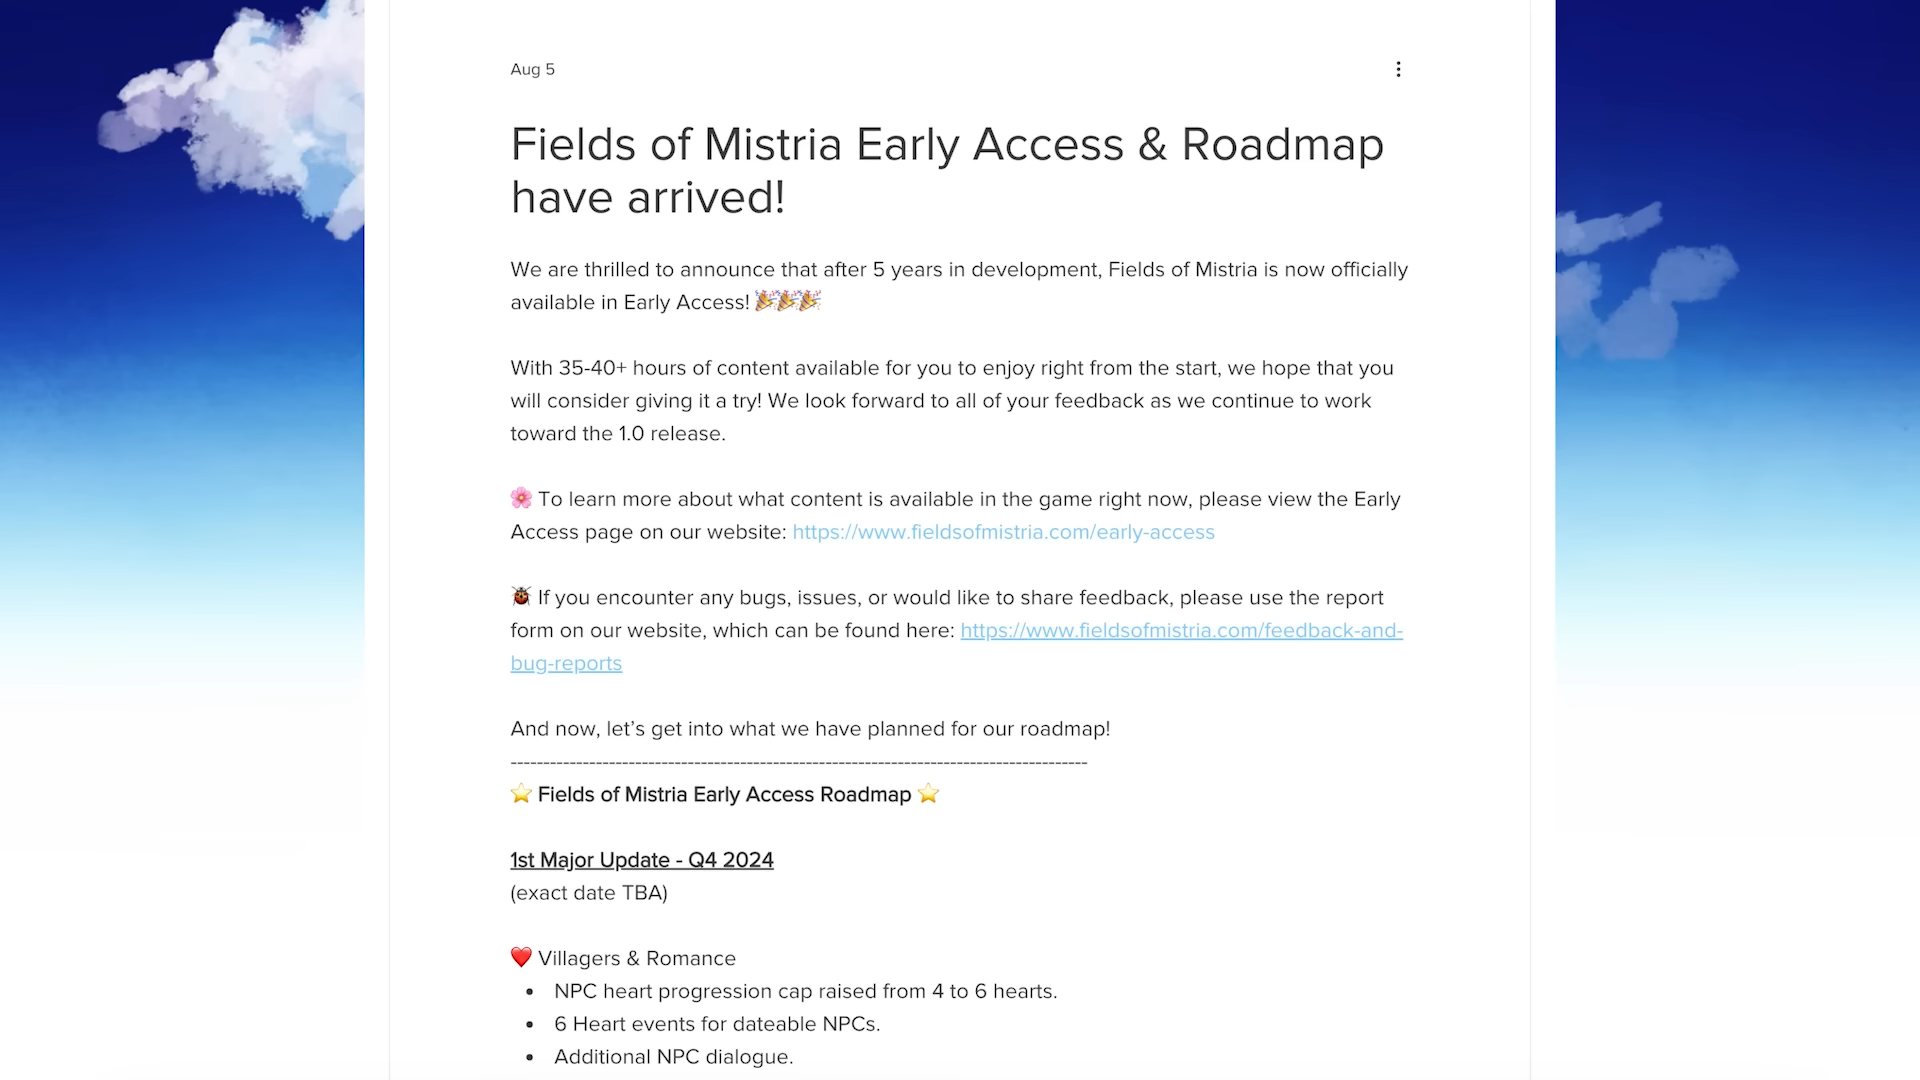 Aug 5
Fields of Mistria Early Access & Roadmap
have arrived!
We are thrilled to announce that after 5 years in development, Fields of Mistria is now officially
available in Early Access! 🎉🎉🎉
With 35-40+ hours of content available for you to enjoy right from the start, we hope that you
will consider giving it a try! We look forward to all of your feedback as we continue to work
toward the 1.0 release.
🌸 To learn more about what content is available in the game right now, please view the Early
Access page on our website: https://www.fieldsofmistria.com/early-access
🐞 If you encounter any bugs, issues, or would like to share feedback, please use the report
form on our website, which can be found here: https://www.fieldsofmistria.com/feedback-and-
bug-reports
And now, let’s get into what we have planned for our roadmap!
----------------------------------------------------------------------------------------
⭐ Fields of Mistria Early Access Roadmap ⭐
1st Major Update - Q4 2024
(exact date TBA)
❤️ Villagers & Romance
• NPC heart progression cap raised from 4 to 6 hearts.
• 6 Heart events for dateable NPCs.
• Additional NPC dialogue.